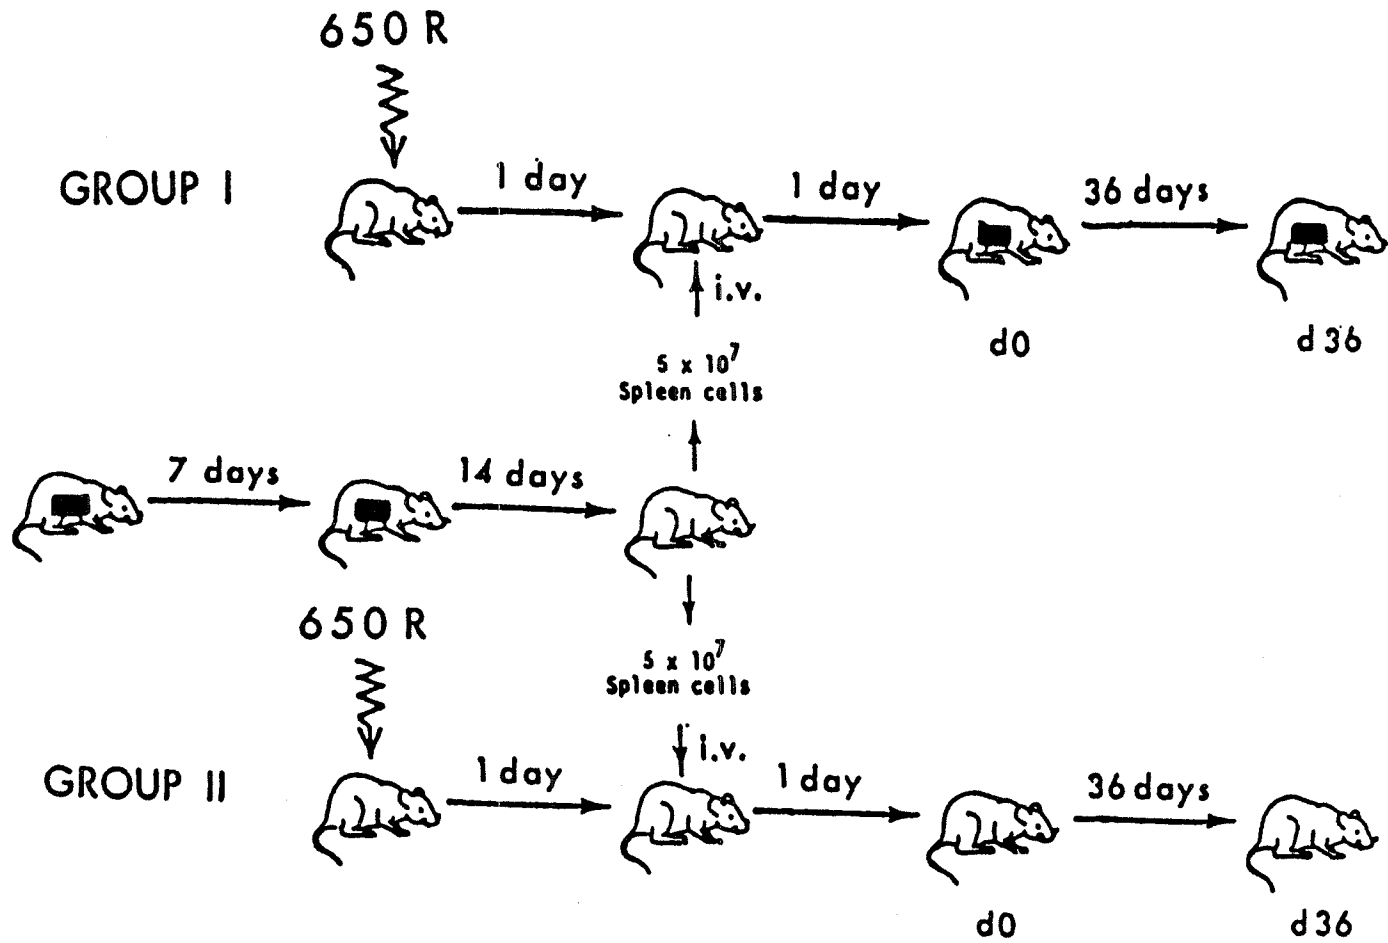 650 R
GROUP I
1 day
1 day
36 days
i.v.
d0
d 36
5 x 10⁷
Spleen cells
7 days
14 days
650 R
5 x 10⁷
Spleen cells
i.v.
GROUP II
1 day
1 day
36 days
d0
d 36